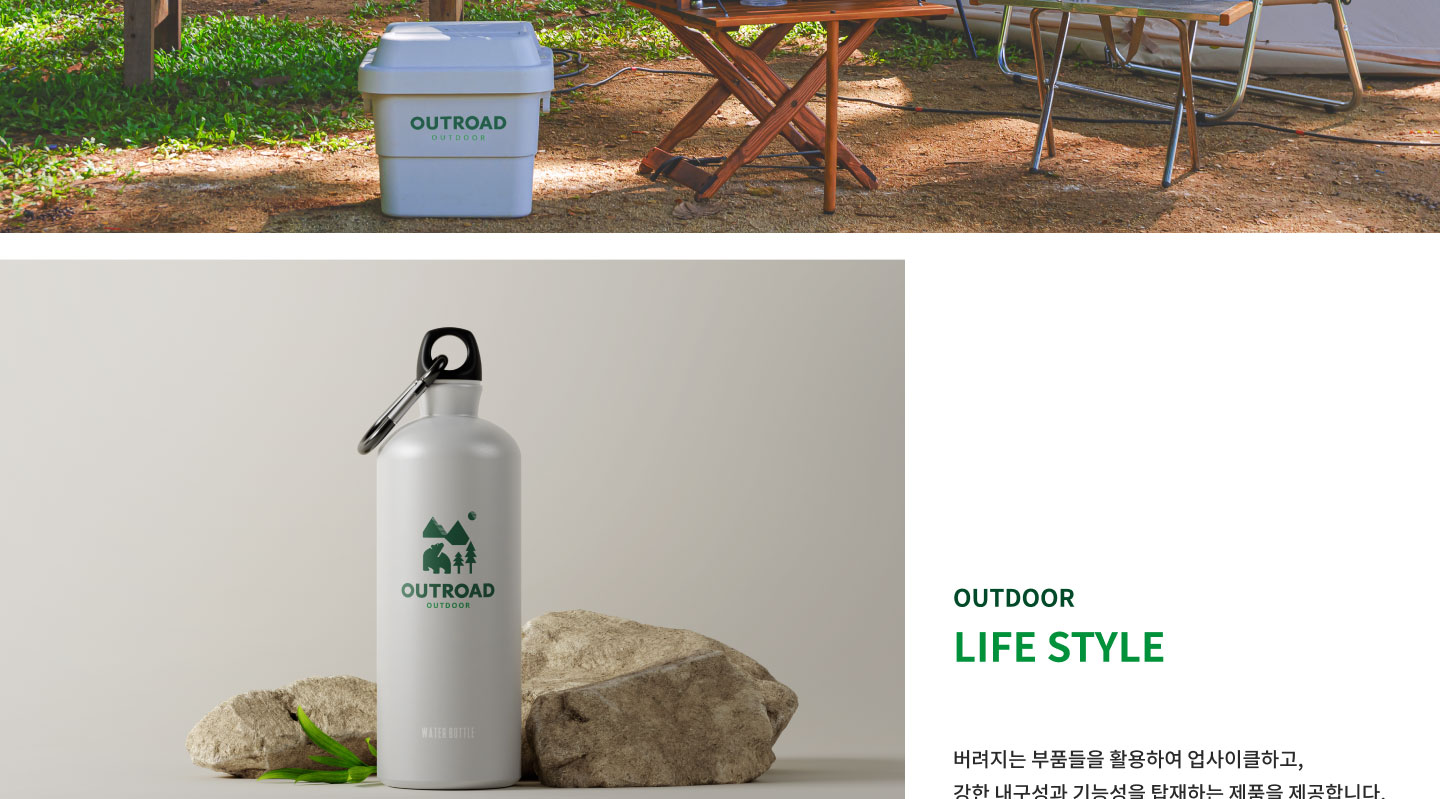 OUTROAD
OUTDOOR
OUTROAD
OUTDOOR
WATER BOTTLE
OUTDOOR
LIFE STYLE
버려지는 부품들을 활용하여 업사이클하고,
강한 내구성과 기능성을 탑재하는 제품을 제공합니다.